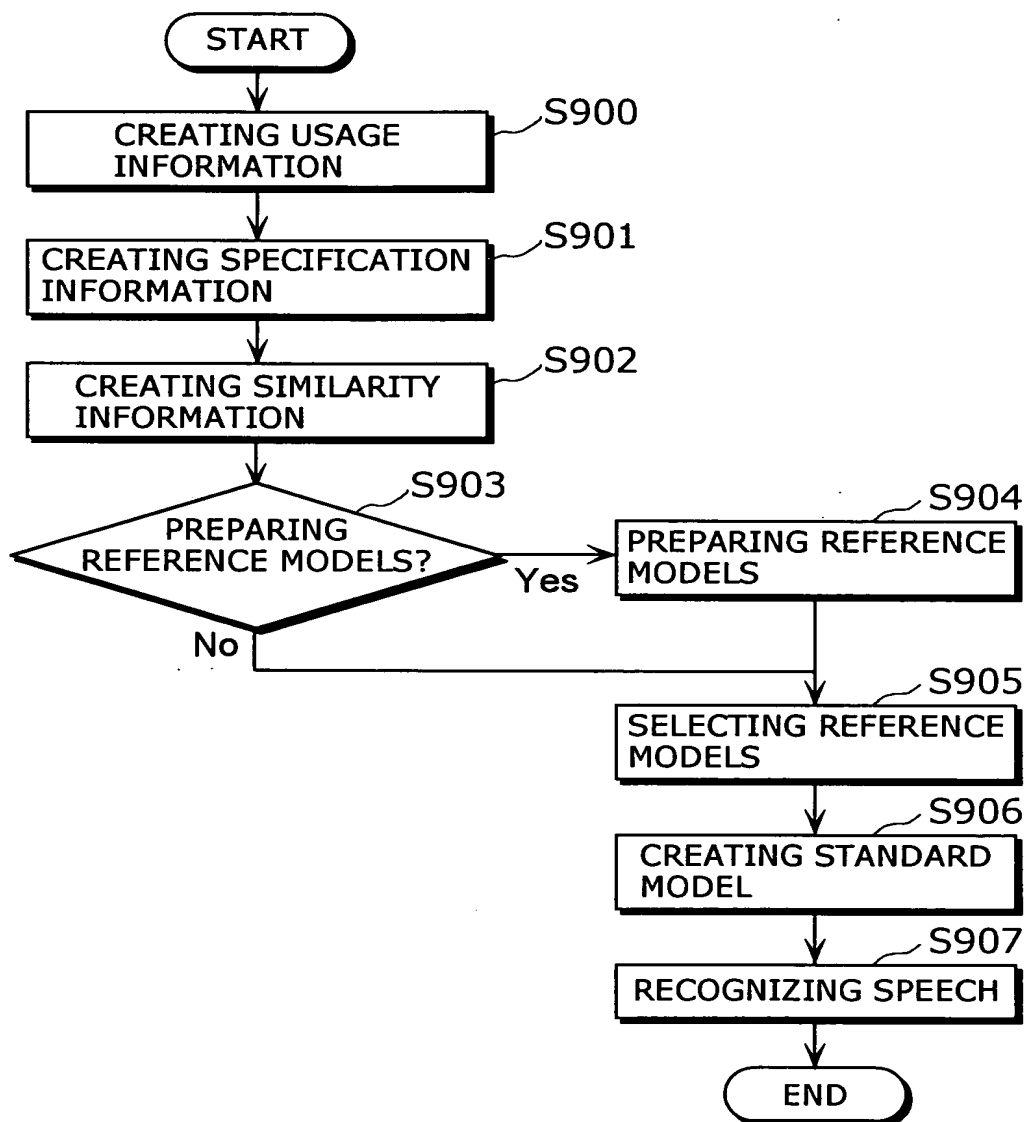 START
S900
CREATING USAGE
INFORMATION
S901
CREATING SPECIFICATION
INFORMATION
S902
CREATING SIMILARITY
INFORMATION
S903
PREPARING
REFERENCE MODELS?
Yes
No
S904
PREPARING REFERENCE
MODELS
S905
SELECTING REFERENCE
MODELS
S906
CREATING STANDARD
MODEL
S907
RECOGNIZING SPEECH
END